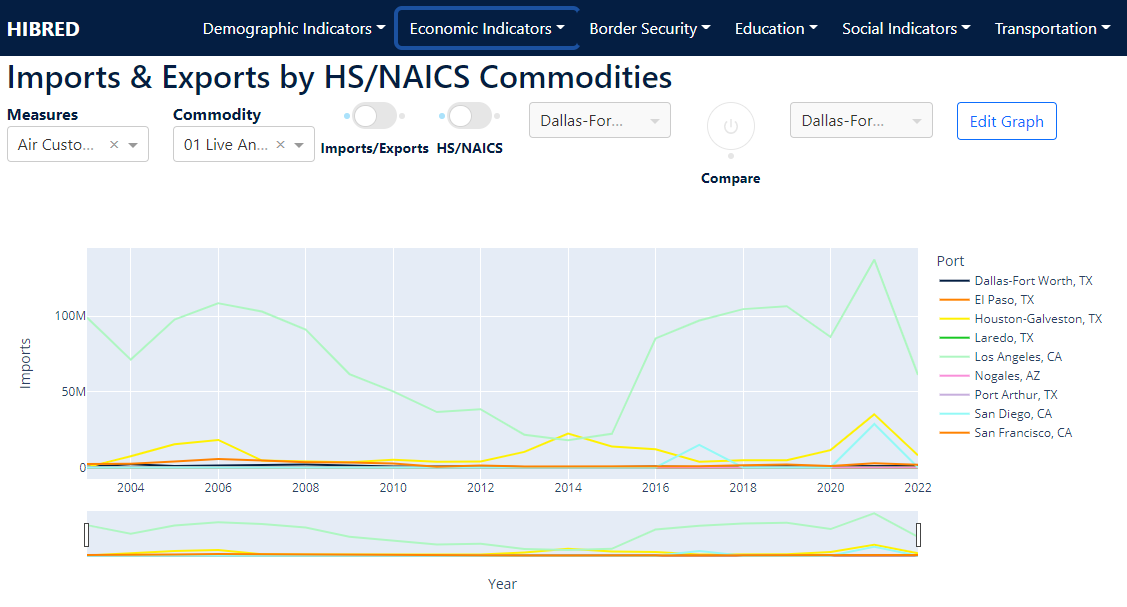 HIBRED Demographic Indicators Economic Indicators Border Security Education Social Indicators Transportation
Imports & Exports by HS/NAICS Commodities
Measures Commodity
Air Custo... × 01 Live An... × Dallas-For... Dallas-For... Edit Graph
Imports/Exports HS/NAICS
Compare
Port
Dallas-Fort Worth, TX
El Paso, TX
Houston-Galveston, TX
Laredo, TX
Los Angeles, CA
Nogales, AZ
Port Arthur, TX
San Diego, CA
San Francisco, CA
Imports
100M
50M
0
2004 2006 2008 2010 2012 2014 2016 2018 2020 2022
Year